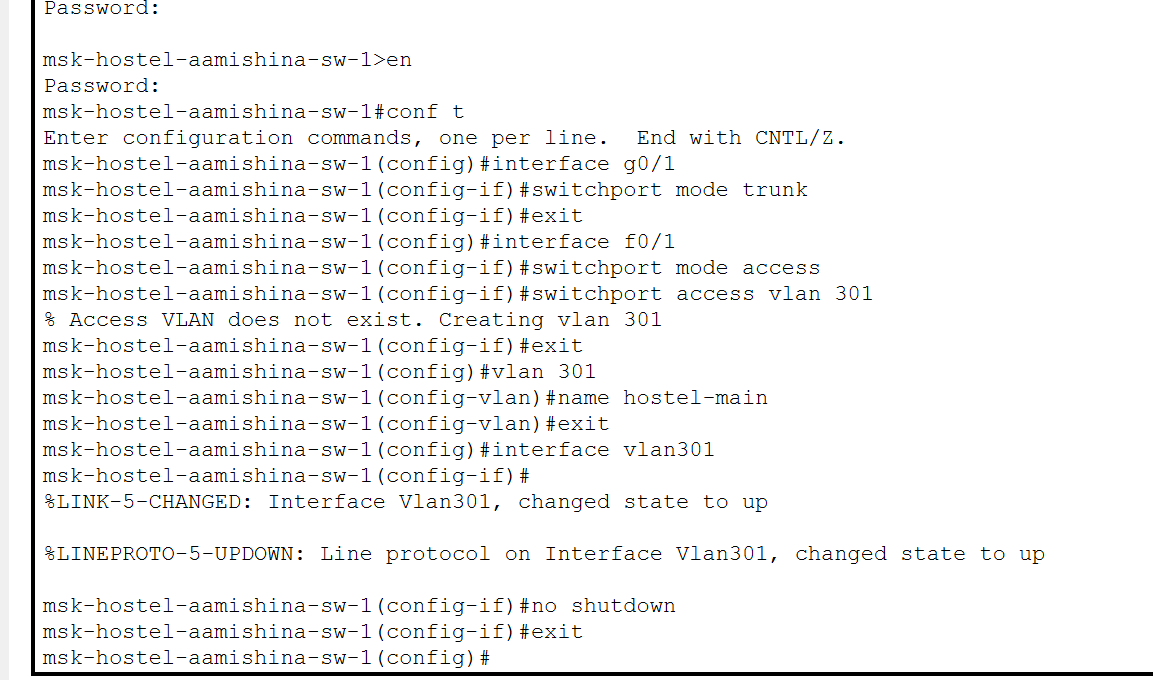 Password:
msk-hostel-aamishina-sw-1>en
Password:
msk-hostel-aamishina-sw-1#conf t
Enter configuration commands, one per line.  End with CNTL/Z.
msk-hostel-aamishina-sw-1(config)#interface g0/1
msk-hostel-aamishina-sw-1(config-if)#switchport mode trunk
msk-hostel-aamishina-sw-1(config-if)#exit
msk-hostel-aamishina-sw-1(config)#interface f0/1
msk-hostel-aamishina-sw-1(config-if)#switchport mode access
msk-hostel-aamishina-sw-1(config-if)#switchport access vlan 301
% Access VLAN does not exist. Creating vlan 301
msk-hostel-aamishina-sw-1(config-if)#exit
msk-hostel-aamishina-sw-1(config)#vlan 301
msk-hostel-aamishina-sw-1(config-vlan)#name hostel-main
msk-hostel-aamishina-sw-1(config-vlan)#exit
msk-hostel-aamishina-sw-1(config)#interface vlan301
msk-hostel-aamishina-sw-1(config-if)#
%LINK-5-CHANGED: Interface Vlan301, changed state to up
%LINEPROTO-5-UPDOWN: Line protocol on Interface Vlan301, changed state to up
msk-hostel-aamishina-sw-1(config-if)#no shutdown
msk-hostel-aamishina-sw-1(config-if)#exit
msk-hostel-aamishina-sw-1(config)#